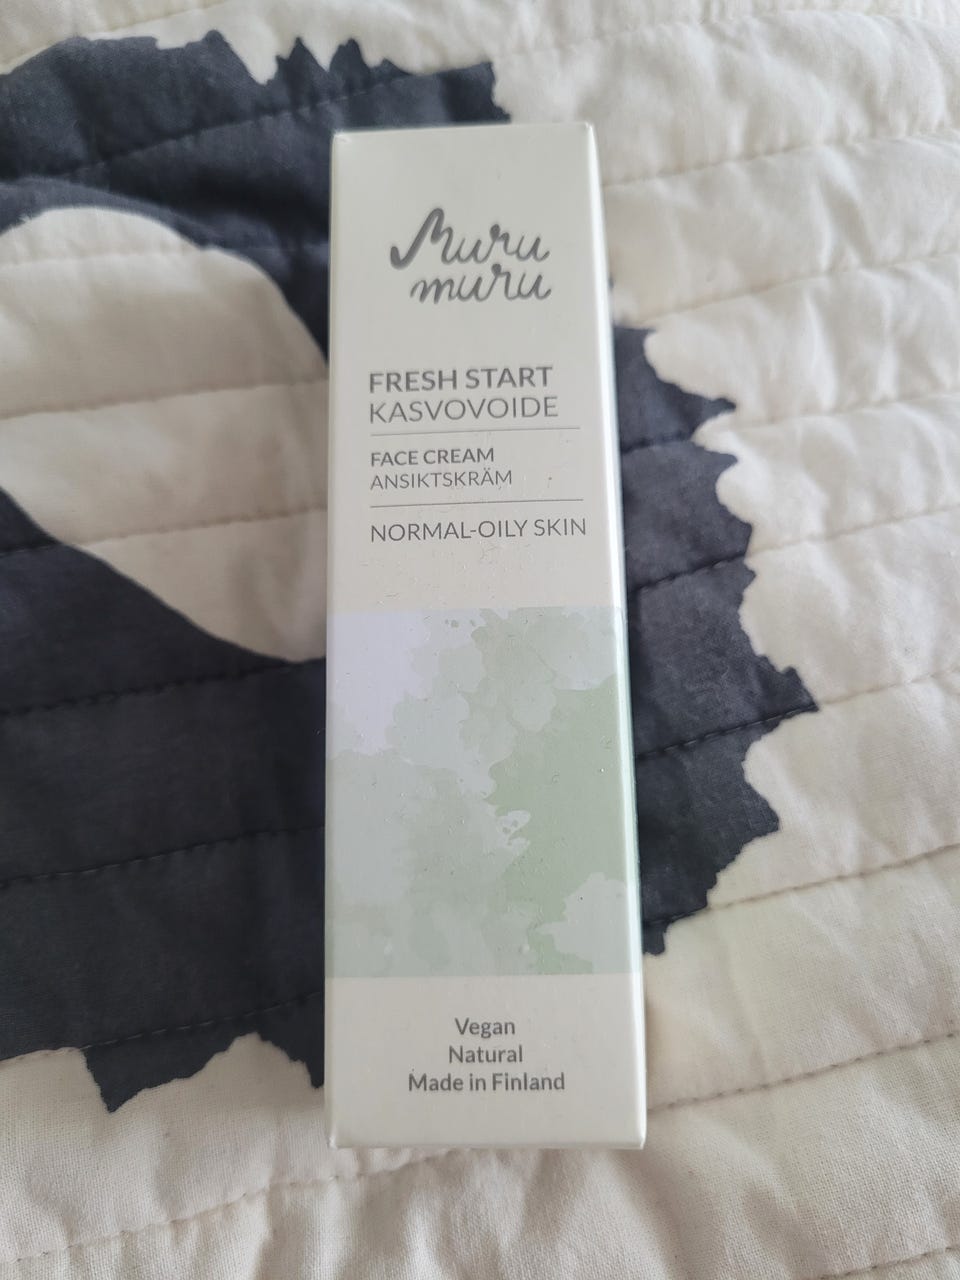 Muru
muru
FRESH START
KASVOVOIDE
FACE CREAM
ANSIKTSKRÄM
NORMAL-OILY SKIN
Vegan
Natural
Made in Finland